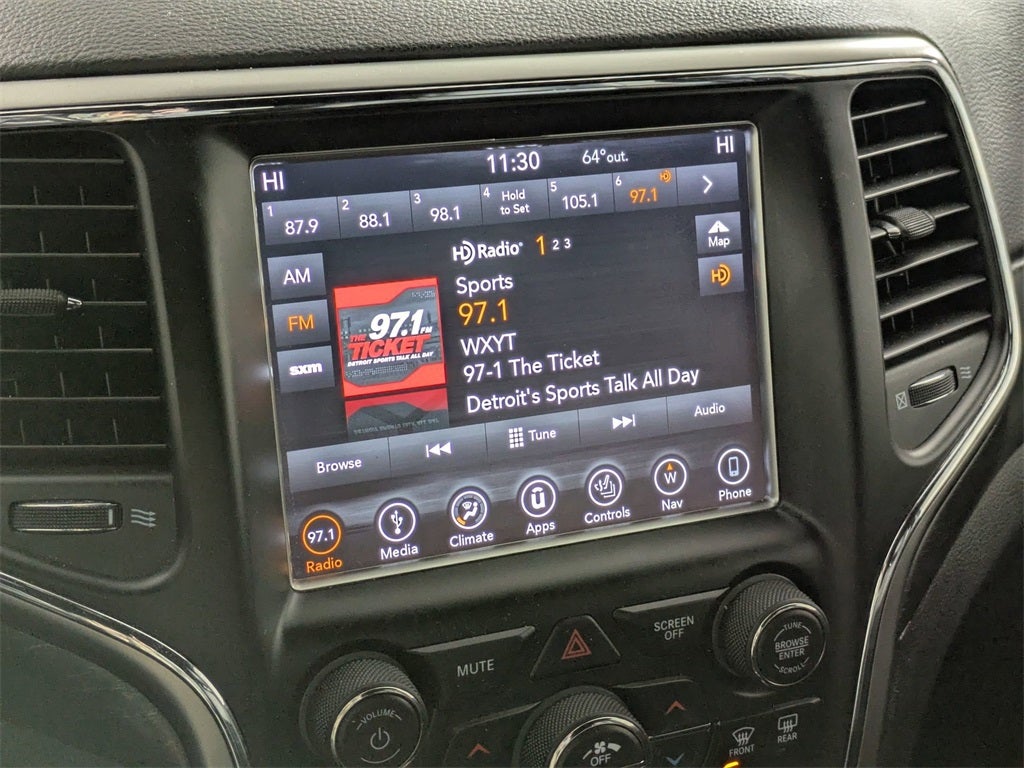 HI 11:30 64° out. HI
1 87.9 2 88.1 3 98.1 4 Hold to Set 5 105.1 6 97.1 HD
HD Radio 1 2 3
Map
AM
HD
Sports
FM
97.1
sxm
WXYT
97-1 The Ticket
Detroit's Sports Talk All Day
97.1 FM
THE TICKET
DETROIT SPORTS TALK ALL DAY
Browse Tune Audio
97.1 W
Radio Media Climate Apps Controls Nav Phone
MUTE
SCREEN
OFF
TUNE
BROWSE
ENTER
SCROLL
VOLUME
OFF
FRONT
REAR